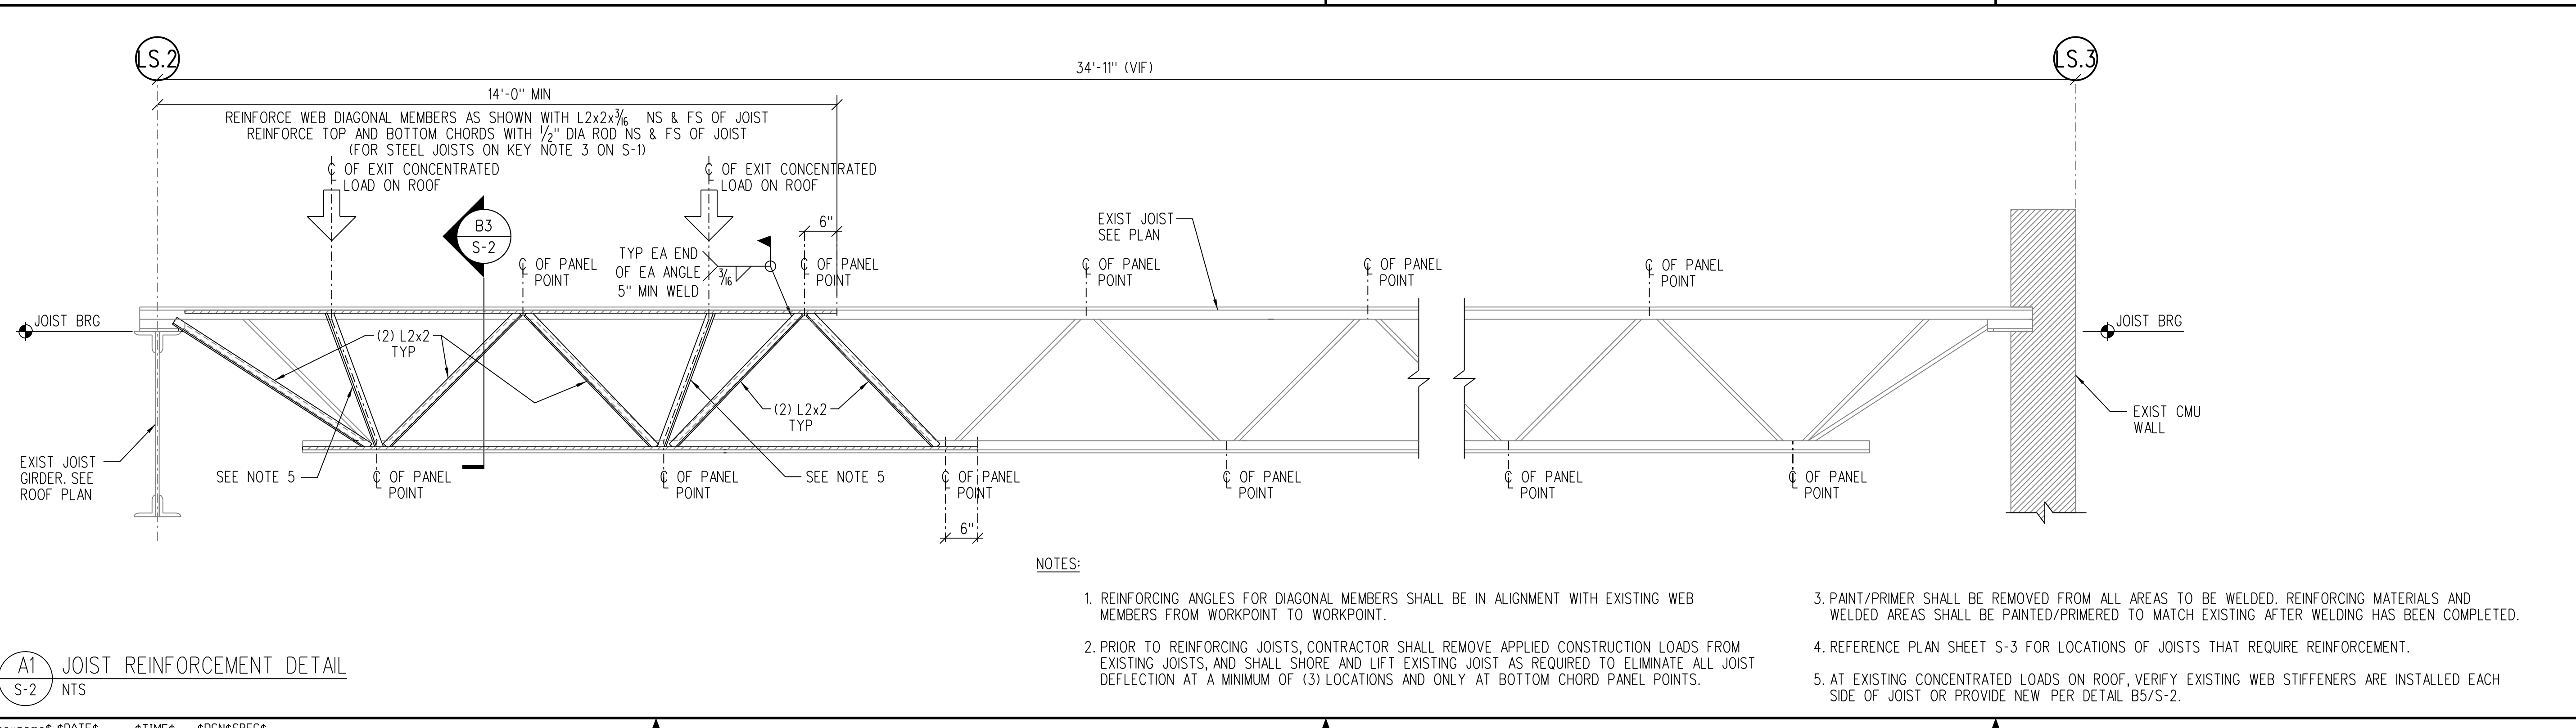 LS.2
LS.3
34'-11" (VIF)
14'-0" MIN
REINFORCE WEB DIAGONAL MEMBERS AS SHOWN WITH L2x2x3/16 NS & FS OF JOIST
REINFORCE TOP AND BOTTOM CHORDS WITH 1/2" DIA ROD NS & FS OF JOIST
(FOR STEEL JOISTS ON KEY NOTE 3 ON S-1)
℄ OF EXIT CONCENTRATED
LOAD ON ROOF
℄ OF EXIT CONCENTRATED
LOAD ON ROOF
B3
S-2
6"
EXIST JOIST
SEE PLAN
TYP EA END
OF EA ANGLE
5" MIN WELD
3/16
℄ OF PANEL
POINT
℄ OF PANEL
POINT
℄ OF PANEL
POINT
℄ OF PANEL
POINT
℄ OF PANEL
POINT
JOIST BRG
JOIST BRG
(2) L2x2
TYP
(2) L2x2
TYP
EXIST CMU
WALL
EXIST JOIST
GIRDER. SEE
ROOF PLAN
SEE NOTE 5
℄ OF PANEL
POINT
℄ OF PANEL
POINT
SEE NOTE 5
℄ OF PANEL
POINT
℄ OF PANEL
POINT
℄ OF PANEL
POINT
℄ OF PANEL
POINT
6"
NOTES:
1. REINFORCING ANGLES FOR DIAGONAL MEMBERS SHALL BE IN ALIGNMENT WITH EXISTING WEB
MEMBERS FROM WORKPOINT TO WORKPOINT.
2. PRIOR TO REINFORCING JOISTS, CONTRACTOR SHALL REMOVE APPLIED CONSTRUCTION LOADS FROM
EXISTING JOISTS, AND SHALL SHORE AND LIFT EXISTING JOIST AS REQUIRED TO ELIMINATE ALL JOIST
DEFLECTION AT A MINIMUM OF (3) LOCATIONS AND ONLY AT BOTTOM CHORD PANEL POINTS.
3. PAINT/PRIMER SHALL BE REMOVED FROM ALL AREAS TO BE WELDED. REINFORCING MATERIALS AND
WELDED AREAS SHALL BE PAINTED/PRIMERED TO MATCH EXISTING AFTER WELDING HAS BEEN COMPLETED.
4. REFERENCE PLAN SHEET S-3 FOR LOCATIONS OF JOISTS THAT REQUIRE REINFORCEMENT.
5. AT EXISTING CONCENTRATED LOADS ON ROOF, VERIFY EXISTING WEB STIFFENERS ARE INSTALLED EACH
SIDE OF JOIST OR PROVIDE NEW PER DETAIL B5/S-2.
A1
S-2
JOIST REINFORCEMENT DETAIL
NTS